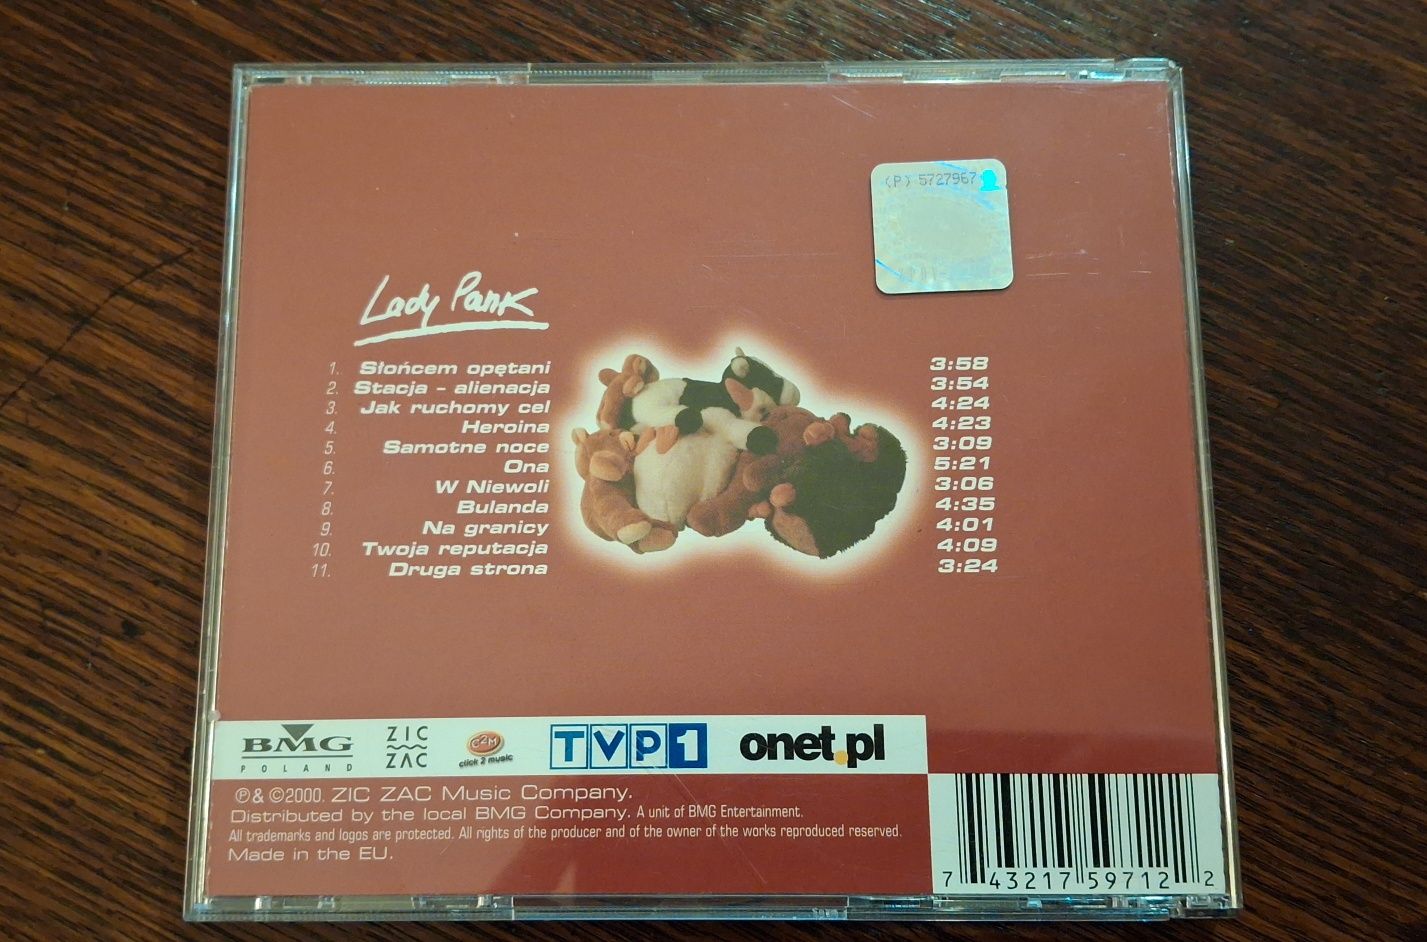 (P) 5727967
Lady Pank
1. Słońcem opętani 3:58
2. Stacja - alienacja 3:54
3. Jak ruchomy cel 4:24
4. Heroina 4:23
5. Samotne noce 3:09
6. Ona 5:21
7. W Niewoli 3:06
8. Bulanda 4:35
9. Na granicy 4:01
10. Twoja reputacja 4:09
11. Druga strona 3:24
BMG POLAND
ZIC ZAC
C2M click 2 music
TVP1
onet.pl
℗ & ©2000. ZIC ZAC Music Company.
Distributed by the local BMG Company. A unit of BMG Entertainment.
All trademarks and logos are protected. All rights of the producer and of the owner of the works reproduced reserved.
Made in the EU.
7 43217 59712 2